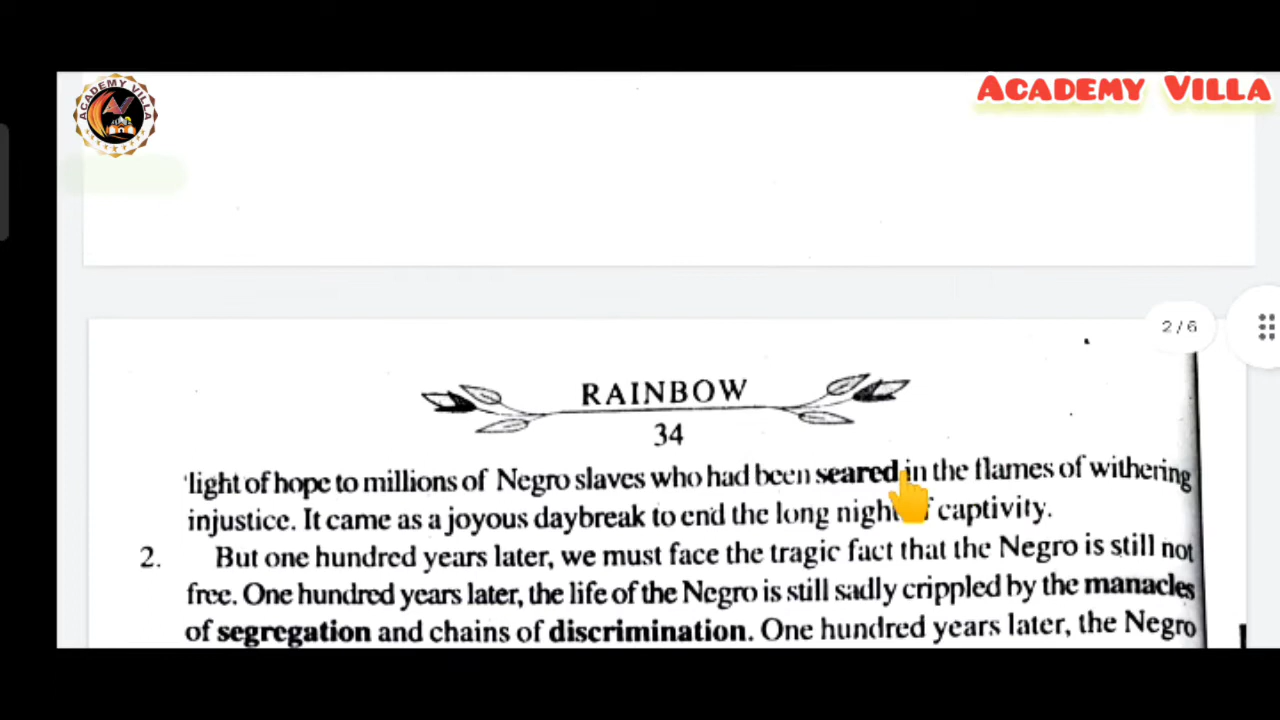 ACADEMY VILLA
AV
ACADEMY VILLA
2/6
RAINBOW
34
light of hope to millions of Negro slaves who had been seared in the flames of withering
injustice. It came as a joyous daybreak to end the long night of captivity.
2. But one hundred years later, we must face the tragic fact that the Negro is still not
free. One hundred years later, the life of the Negro is still sadly crippled by the manacles
of segregation and chains of discrimination. One hundred years later, the Negro